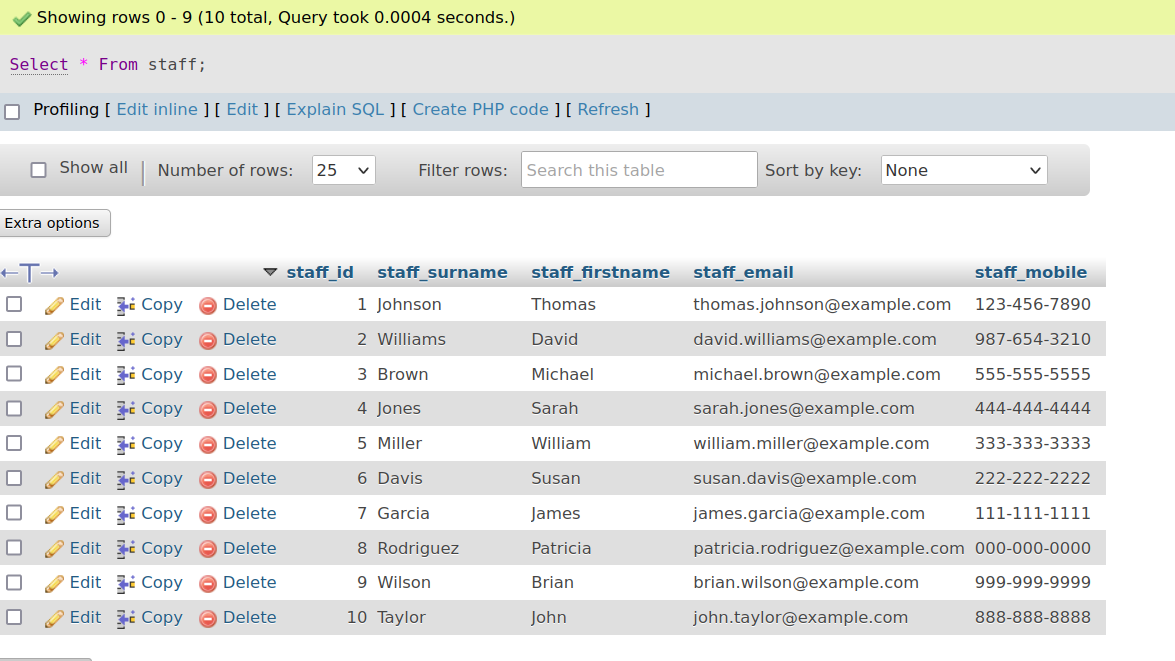 Showing rows 0 - 9 (10 total, Query took 0.0004 seconds.)
Select * From staff;
Profiling [ Edit inline ] [ Edit ] [ Explain SQL ] [ Create PHP code ] [ Refresh ]
Show all Number of rows: 25 Filter rows: Search this table Sort by key: None
Extra options
staff_id staff_surname staff_firstname staff_email staff_mobile
Edit Copy Delete 1 Johnson Thomas thomas.johnson@example.com 123-456-7890
Edit Copy Delete 2 Williams David david.williams@example.com 987-654-3210
Edit Copy Delete 3 Brown Michael michael.brown@example.com 555-555-5555
Edit Copy Delete 4 Jones Sarah sarah.jones@example.com 444-444-4444
Edit Copy Delete 5 Miller William william.miller@example.com 333-333-3333
Edit Copy Delete 6 Davis Susan susan.davis@example.com 222-222-2222
Edit Copy Delete 7 Garcia James james.garcia@example.com 111-111-1111
Edit Copy Delete 8 Rodriguez Patricia patricia.rodriguez@example.com 000-000-0000
Edit Copy Delete 9 Wilson Brian brian.wilson@example.com 999-999-9999
Edit Copy Delete 10 Taylor John john.taylor@example.com 888-888-8888